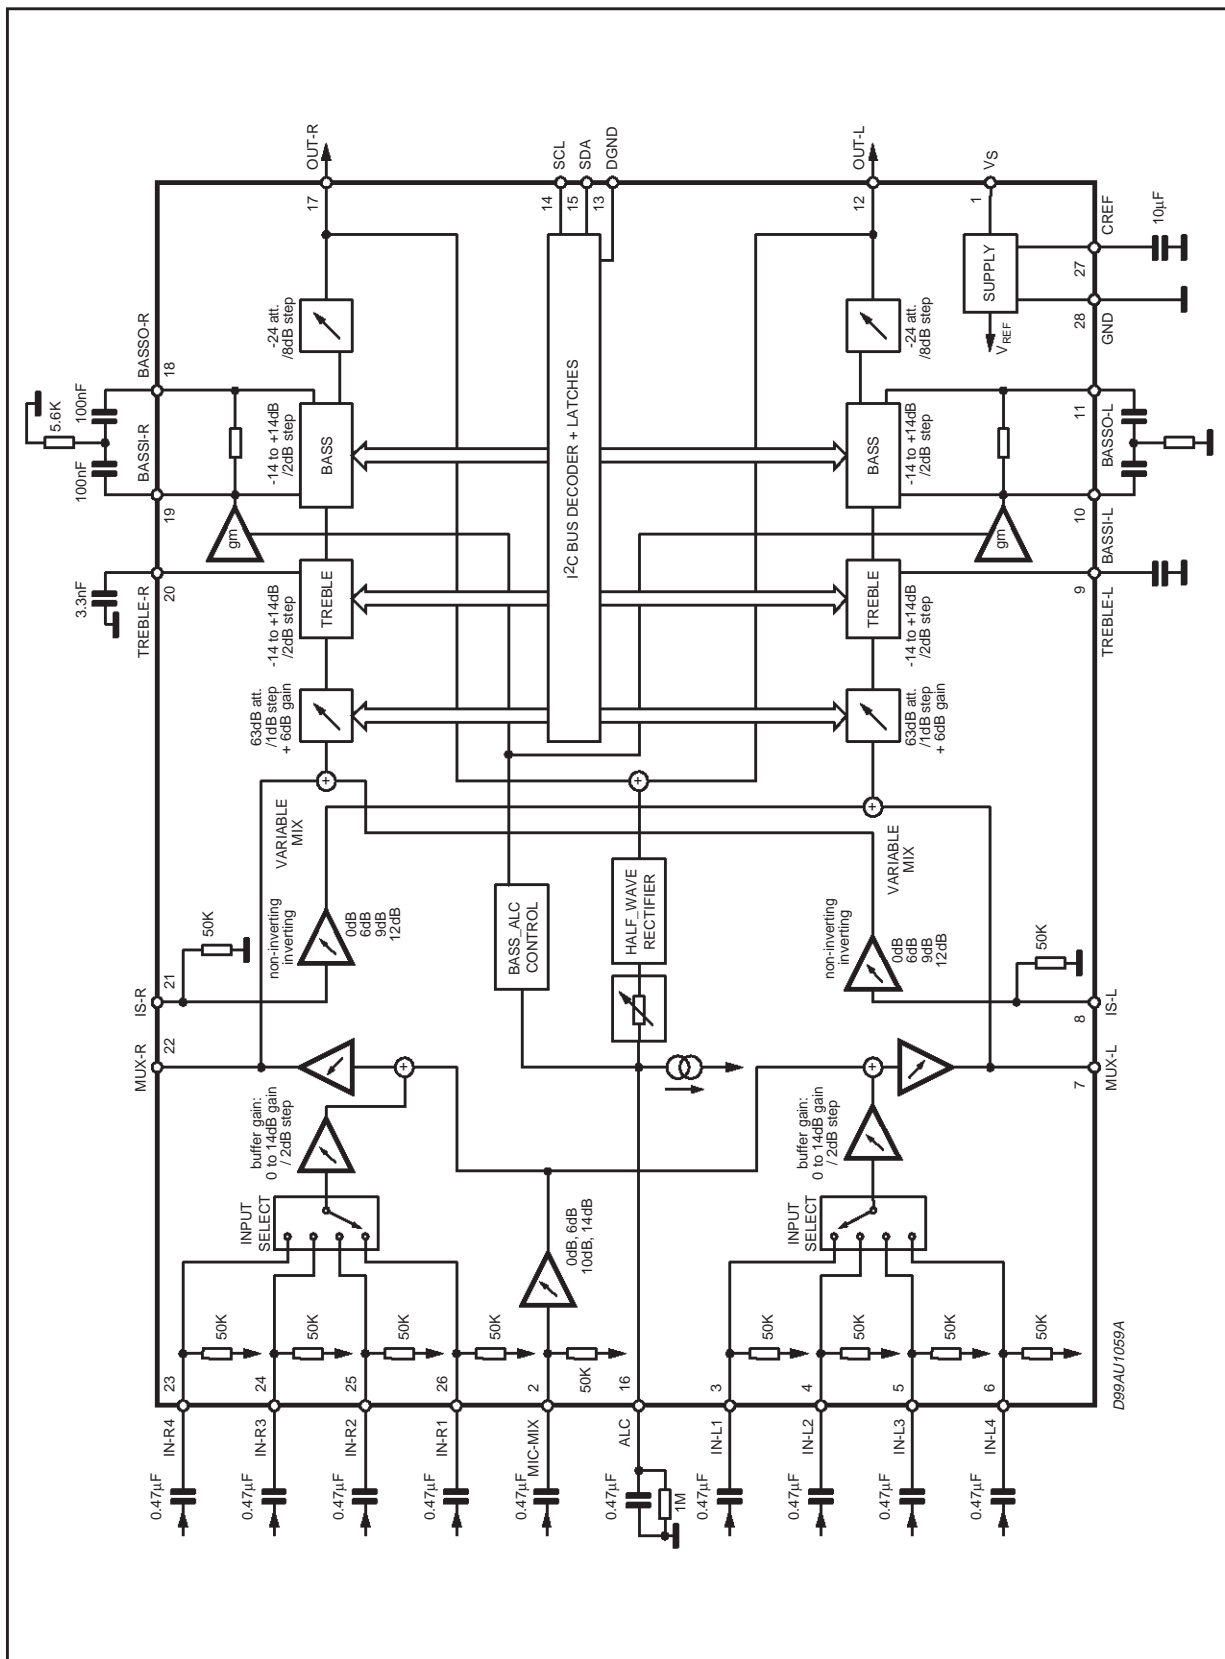 0.47µF
0.47µF
0.47µF
0.47µF
0.47µF
0.47µF
1M
0.47µF
0.47µF
0.47µF
0.47µF
IN-R4
IN-R3
IN-R2
IN-R1
MIC-MIX
ALC
IN-L1
IN-L2
IN-L3
IN-L4
23
24
25
26
2
16
3
4
5
6
50K
50K
50K
50K
50K
50K
50K
50K
50K
D99AU1059A
INPUT
SELECT
buffer gain:
0 to 14dB gain
/ 2dB step
0dB, 6dB
10dB, 14dB
INPUT
SELECT
buffer gain:
0 to 14dB gain
/ 2dB step
MUX-R
22
IS-R
21
50K
MUX-L
7
IS-L
8
50K
non-inverting
inverting
0dB
6dB
9dB
12dB
VARIABLE
MIX
BASS_ALC
CONTROL
HALF_WAVE
RECTIFIER
non-inverting
inverting
0dB
6dB
9dB
12dB
VARIABLE
MIX
+
+
+
+
+
63dB att.
/1dB step
+ 6dB gain
63dB att.
/1dB step
+ 6dB gain
TREBLE-R
20
3.3nF
TREBLE
-14 to +14dB
/2dB step
TREBLE
-14 to +14dB
/2dB step
TREBLE-L
9
I2C BUS DECODER + LATCHES
gm
gm
19
BASSI-R
100nF
5.6K
100nF
BASSO-R
18
BASS
-14 to +14dB
/2dB step
BASS
-14 to +14dB
/2dB step
10
BASSI-L
BASSO-L
11
-24 att.
/8dB step
-24 att.
/8dB step
SUPPLY
VREF
GND
28
27
CREF
10µF
17
OUT-R
14
SCL
15
SDA
13
DGND
12
OUT-L
1
VS